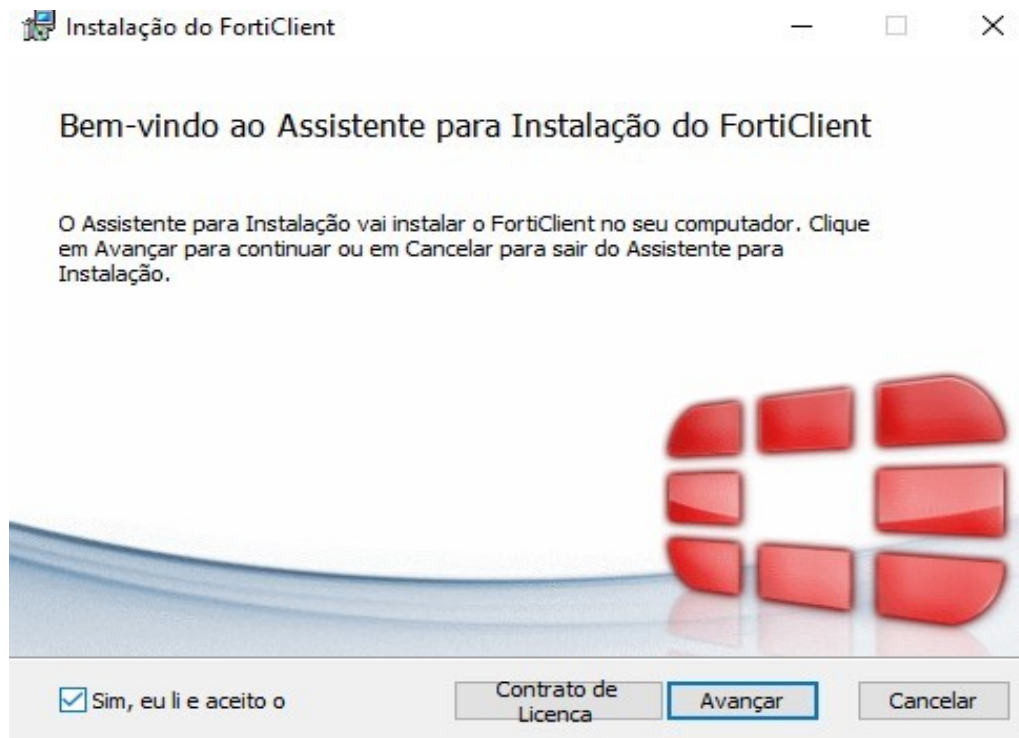 Instalação do FortiClient
Bem-vindo ao Assistente para Instalação do FortiClient
O Assistente para Instalação vai instalar o FortiClient no seu computador. Clique
em Avançar para continuar ou em Cancelar para sair do Assistente para
Instalação.
Sim, eu li e aceito o
Contrato de
Licenca
Avançar
Cancelar